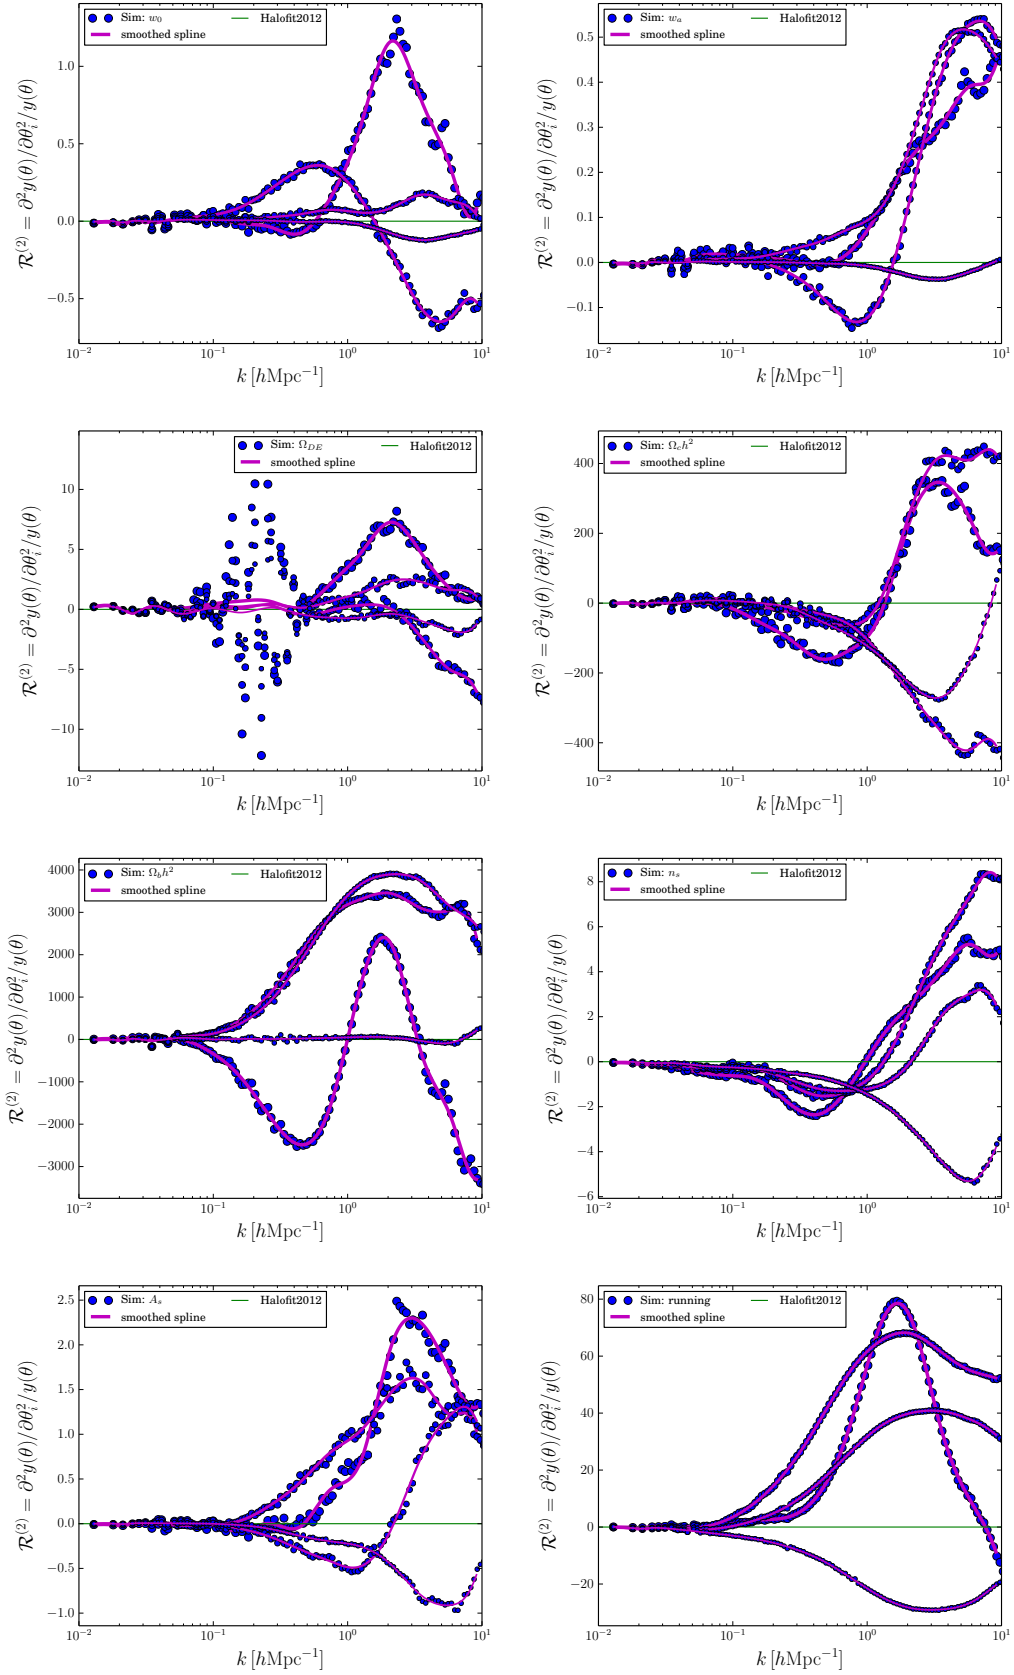 Sim: w₀ Halofit2012
smoothed spline
1.0
0.5
0.0
−0.5
10⁻² 10⁻¹ 10⁰ 10¹
k [hMpc⁻¹]
R⁽²⁾ = ∂²y(θ)/∂θᵢ²/y(θ)
Sim: wₐ Halofit2012
smoothed spline
0.5
0.4
0.3
0.2
0.1
0.0
−0.1
10⁻² 10⁻¹ 10⁰ 10¹
k [hMpc⁻¹]
R⁽²⁾ = ∂²y(θ)/∂θᵢ²/y(θ)
Sim: Ω_DE Halofit2012
smoothed spline
10
5
0
−5
−10
10⁻² 10⁻¹ 10⁰ 10¹
k [hMpc⁻¹]
R⁽²⁾ = ∂²y(θ)/∂θᵢ²/y(θ)
Sim: Ω_c h² Halofit2012
smoothed spline
400
200
0
−200
−400
10⁻² 10⁻¹ 10⁰ 10¹
k [hMpc⁻¹]
R⁽²⁾ = ∂²y(θ)/∂θᵢ²/y(θ)
Sim: Ω_b h² Halofit2012
smoothed spline
4000
3000
2000
1000
0
−1000
−2000
−3000
10⁻² 10⁻¹ 10⁰ 10¹
k [hMpc⁻¹]
R⁽²⁾ = ∂²y(θ)/∂θᵢ²/y(θ)
Sim: nₛ Halofit2012
smoothed spline
8
6
4
2
0
−2
−4
−6
10⁻² 10⁻¹ 10⁰ 10¹
k [hMpc⁻¹]
R⁽²⁾ = ∂²y(θ)/∂θᵢ²/y(θ)
Sim: Aₛ Halofit2012
smoothed spline
2.5
2.0
1.5
1.0
0.5
0.0
−0.5
−1.0
10⁻² 10⁻¹ 10⁰ 10¹
k [hMpc⁻¹]
R⁽²⁾ = ∂²y(θ)/∂θᵢ²/y(θ)
Sim: running Halofit2012
smoothed spline
80
60
40
20
0
−20
10⁻² 10⁻¹ 10⁰ 10¹
k [hMpc⁻¹]
R⁽²⁾ = ∂²y(θ)/∂θᵢ²/y(θ)